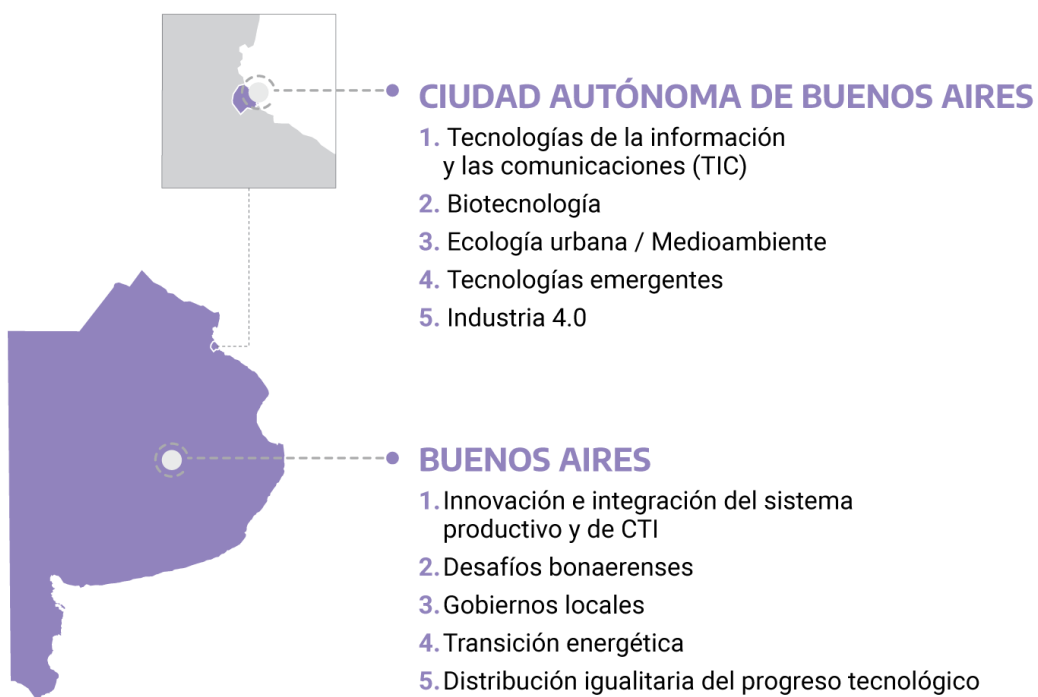 CIUDAD AUTÓNOMA DE BUENOS AIRES
1. Tecnologías de la información
y las comunicaciones (TIC)
2. Biotecnología
3. Ecología urbana / Medioambiente
4. Tecnologías emergentes
5. Industria 4.0
BUENOS AIRES
1. Innovación e integración del sistema
productivo y de CTI
2. Desafíos bonaerenses
3. Gobiernos locales
4. Transición energética
5. Distribución igualitaria del progreso tecnológico